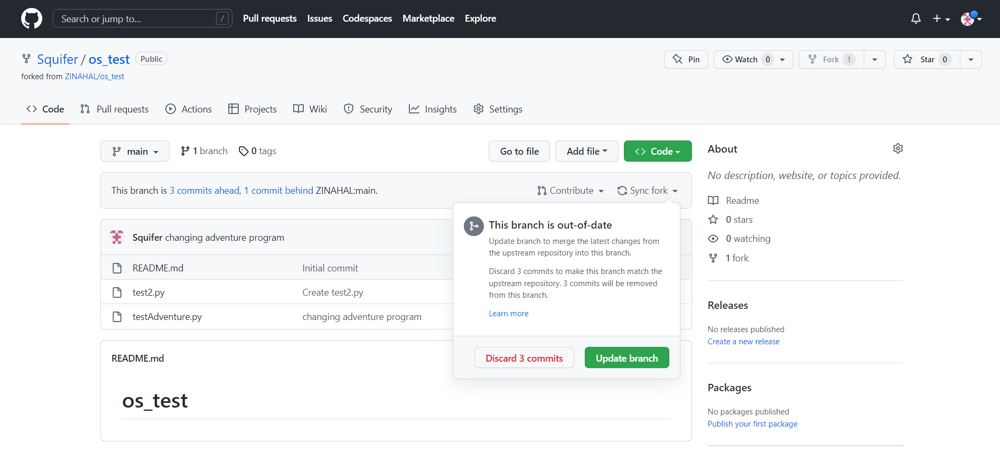 Search or jump to... /
Pull requests Issues Codespaces Marketplace Explore
Squifer / os_test Public
forked from ZINAHAL/os_test
Pin Watch 0 Fork 1 Star 0
Code Pull requests Actions Projects Wiki Security Insights Settings
main 1 branch 0 tags
Go to file Add file Code
This branch is 3 commits ahead, 1 commit behind ZINAHAL:main.
Contribute Sync fork
Squifer changing adventure program
README.md Initial commit
test2.py Create test2.py
testAdventure.py changing adventure program
This branch is out-of-date
Update branch to merge the latest changes from
the upstream repository into this branch.
Discard 3 commits to make this branch match the
upstream repository. 3 commits will be removed
from this branch.
Learn more
Discard 3 commits Update branch
README.md
os_test
About
No description, website, or topics provided.
Readme
0 stars
0 watching
1 fork
Releases
No releases published
Create a new release
Packages
No packages published
Publish your first package